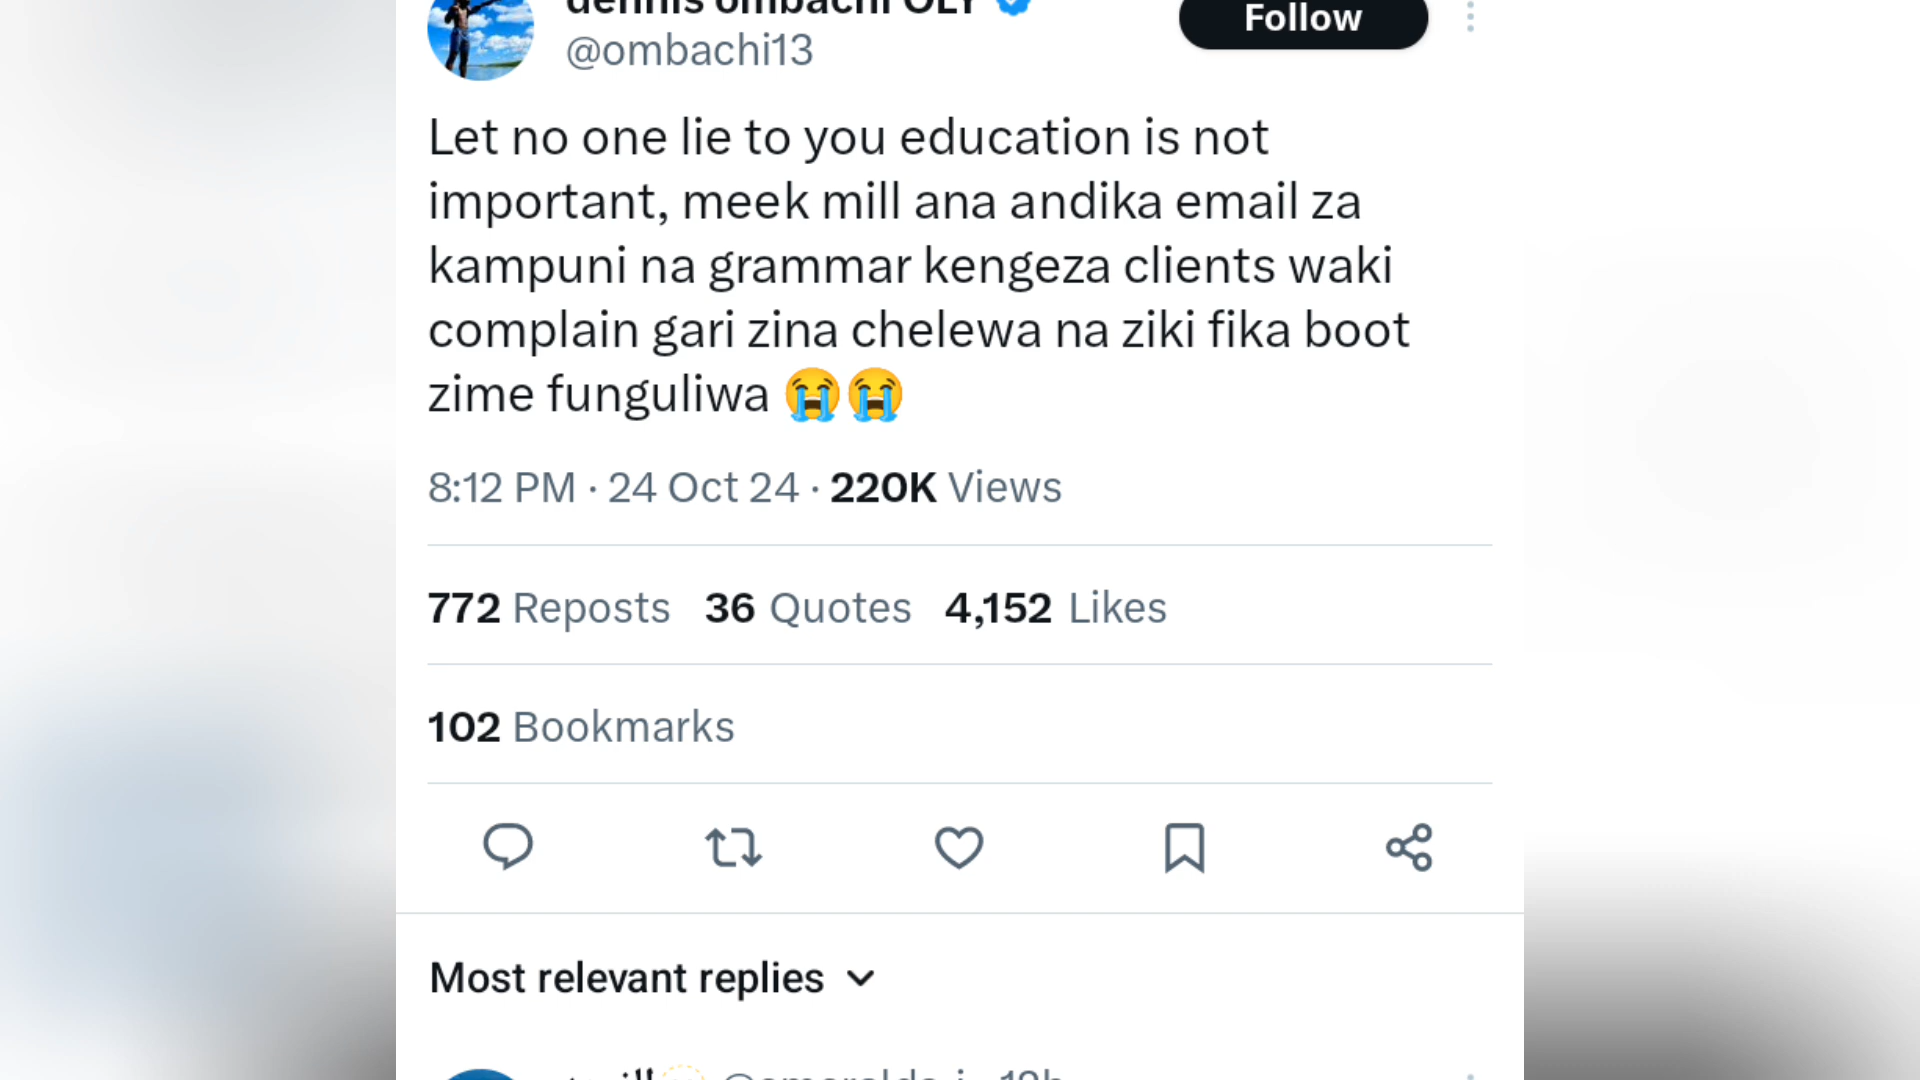 dennis ombachi OLY
@ombachi13
Follow
Let no one lie to you education is not
important, meek mill ana andika email za
kampuni na grammar kengeza clients waki
complain gari zina chelewa na ziki fika boot
zime funguliwa 😭😭
8:12 PM · 24 Oct 24 · 220K Views
772 Reposts 36 Quotes 4,152 Likes
102 Bookmarks
Most relevant replies